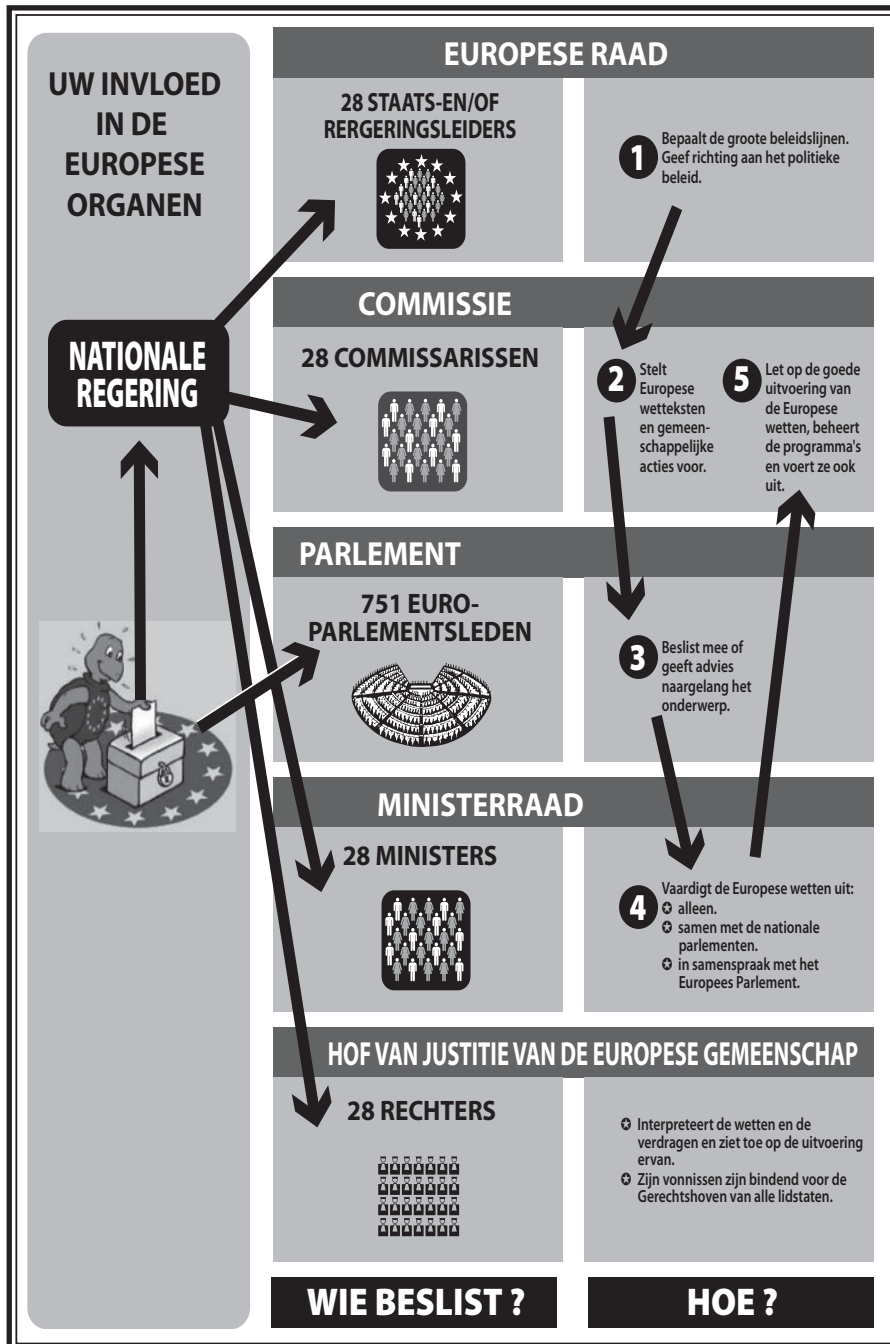 UW INVLOED
IN DE
EUROPESE
ORGANEN
NATIONALE
REGERING
EUROPESE RAAD
28 STAATS-EN/OF
RERGERINGSLEIDERS
1
Bepaalt de groote beleidslijnen.
Geef richting aan het politieke
beleid.
COMMISSIE
28 COMMISSARISSEN
2
Stelt
Europese
wetteksten
en gemeen-
schappelijke
acties voor.
5
Let op de goede
uitvoering van
de Europese
wetten, beheert
de programma's
en voert ze ook
uit.
PARLEMENT
751 EURO-
PARLEMENTSLEDEN
3
Beslist mee of
geeft advies
naargelang het
onderwerp.
MINISTERRAAD
28 MINISTERS
4
Vaardigt de Europese wetten uit:
✪ alleen.
✪ samen met de nationale
parlementen.
✪ in samenspraak met het
Europees Parlement.
HOF VAN JUSTITIE VAN DE EUROPESE GEMEENSCHAP
28 RECHTERS
✪ Interpreteert de wetten en de
verdragen en ziet toe op de uitvoering
ervan.
✪ Zijn vonnissen zijn bindend voor de
Gerechtshoven van alle lidstaten.
WIE BESLIST ?
HOE ?